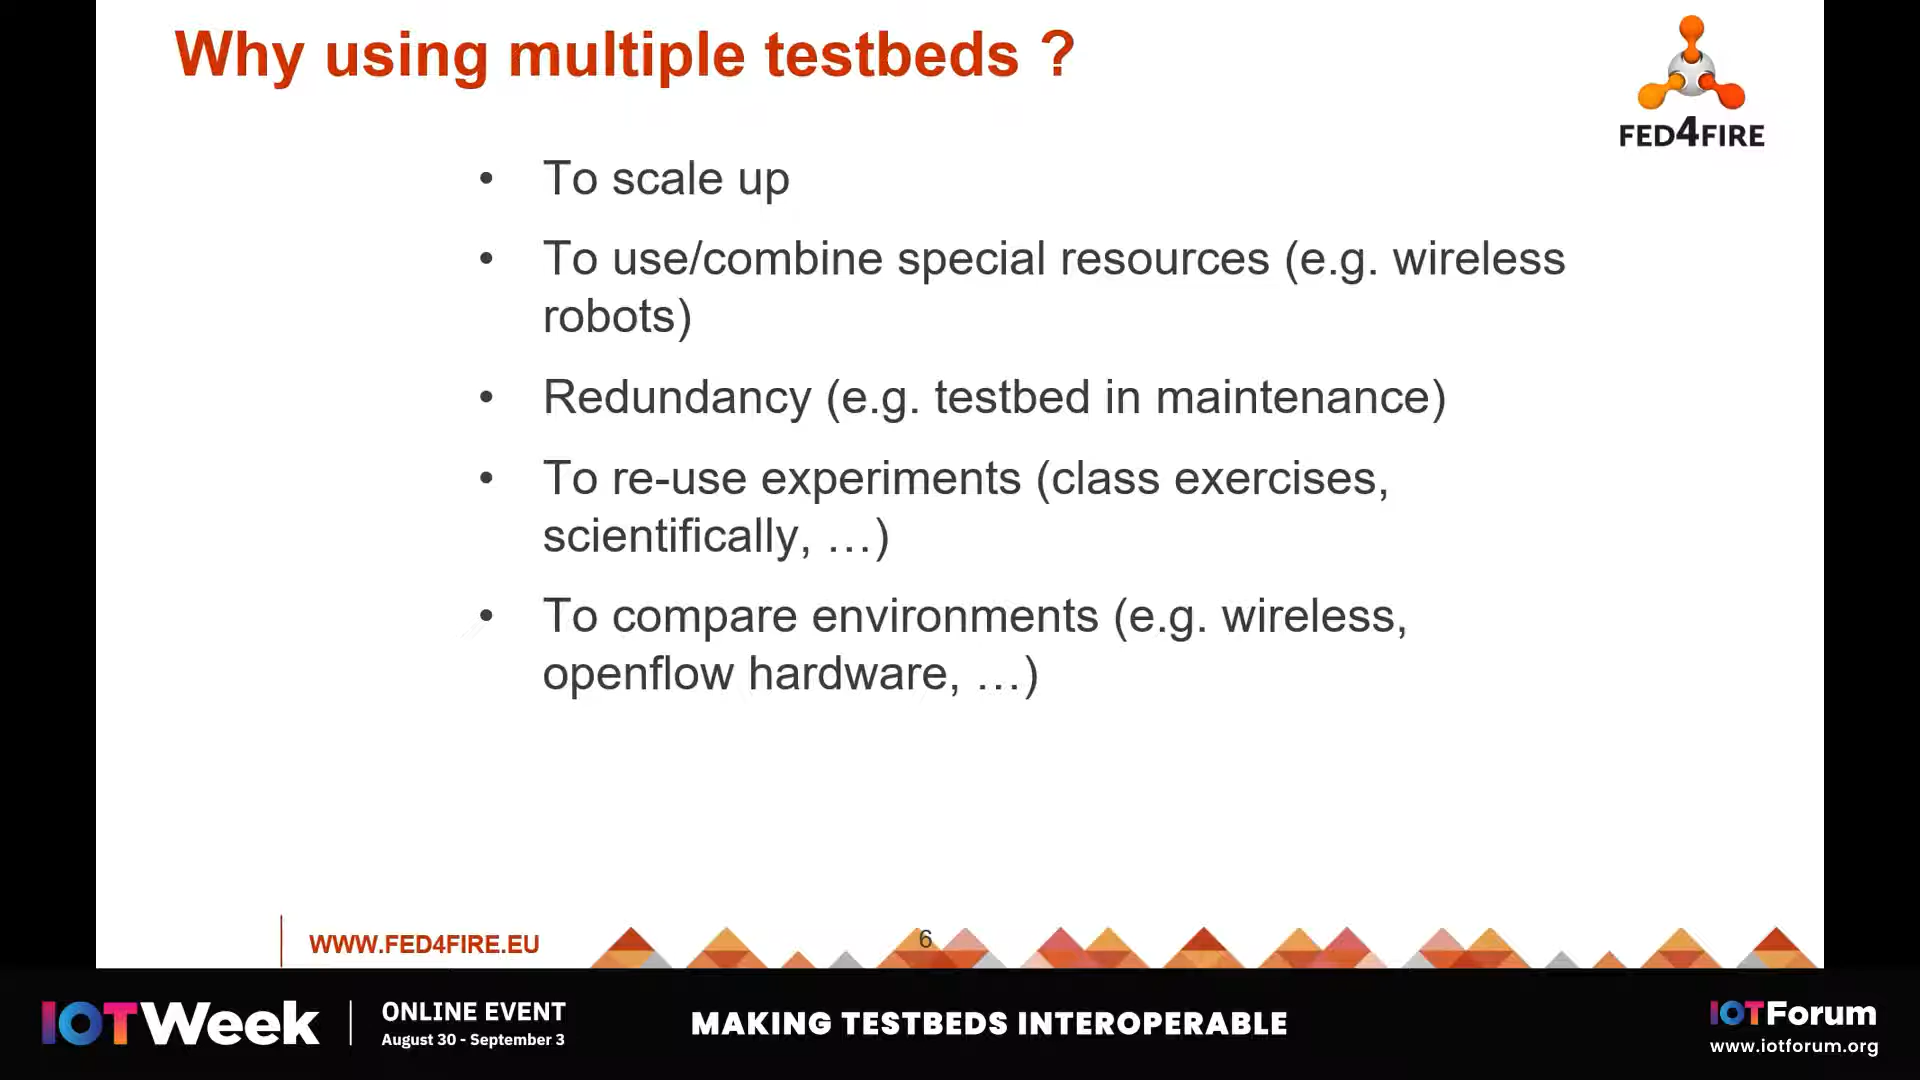 Why using multiple testbeds ?
FED4FIRE
• To scale up
• To use/combine special resources (e.g. wireless
robots)
• Redundancy (e.g. testbed in maintenance)
• To re-use experiments (class exercises,
scientifically, …)
• To compare environments (e.g. wireless,
openflow hardware, …)
WWW.FED4FIRE.EU
6
IOTWeek
ONLINE EVENT
August 30 - September 3
MAKING TESTBEDS INTEROPERABLE
IOTForum
www.iotforum.org